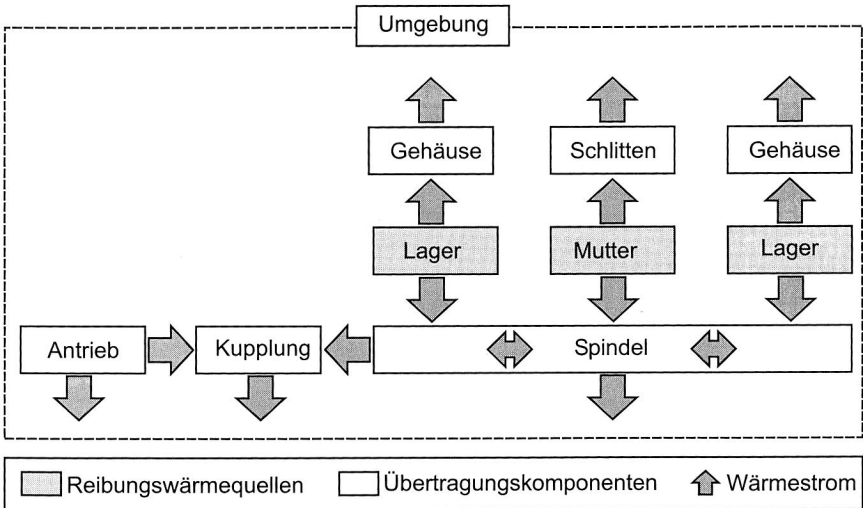 Umgebung
Gehäuse Schlitten Gehäuse
Lager Mutter Lager
Antrieb Kupplung Spindel
Reibungswärmequellen Übertragungskomponenten Wärmestrom